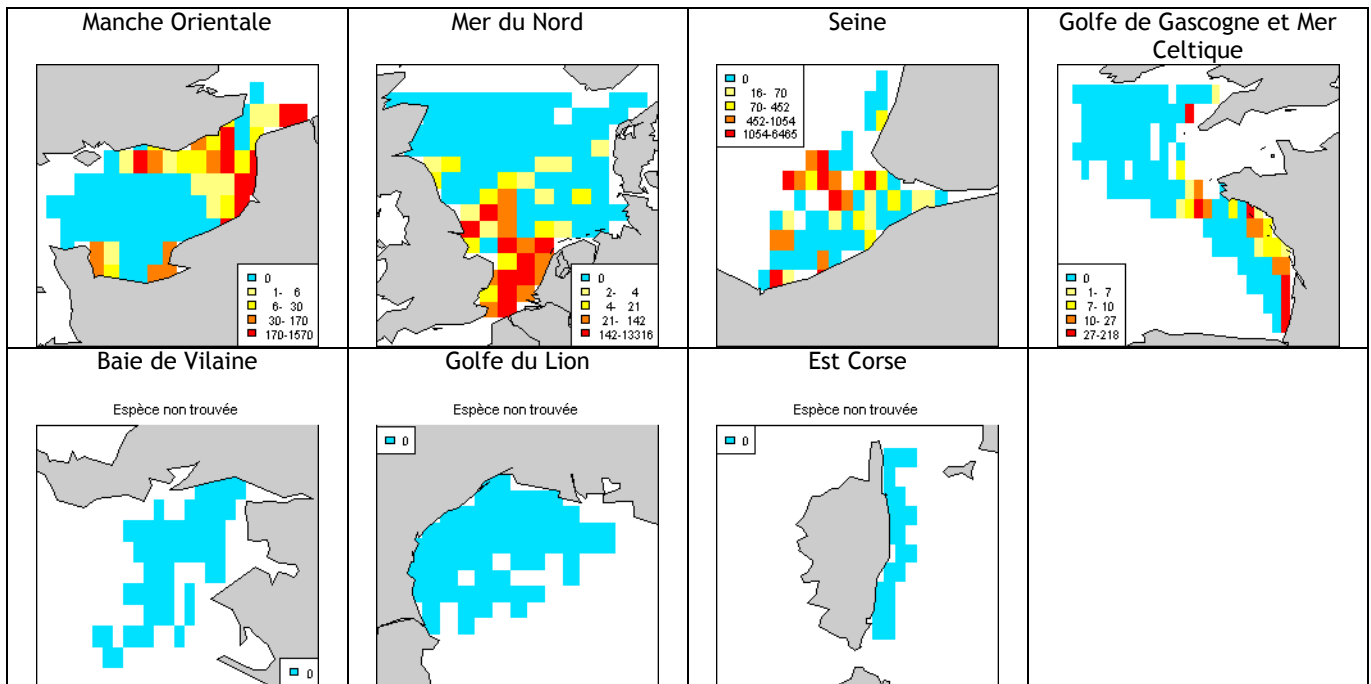 Manche Orientale
0
1- 6
6- 30
30- 170
170-1570
Mer du Nord
0
2- 4
4- 21
21- 142
142-13316
Seine
0
16- 70
70- 452
452-1054
1054-6465
Golfe de Gascogne et Mer
Celtique
0
1- 7
7- 10
10- 27
27-218
Baie de Vilaine
Espèce non trouvée
0
Golfe du Lion
Espèce non trouvée
0
Est Corse
Espèce non trouvée
0